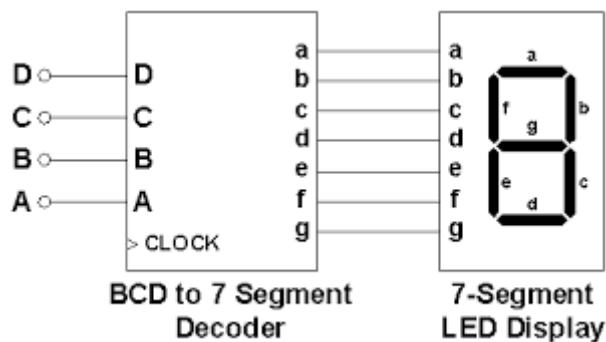 D D a a
C C b b
B B c c
A A d d
> CLOCK e e
f f
g g
a
f b
g
e c
d
BCD to 7 Segment
Decoder
7-Segment
LED Display